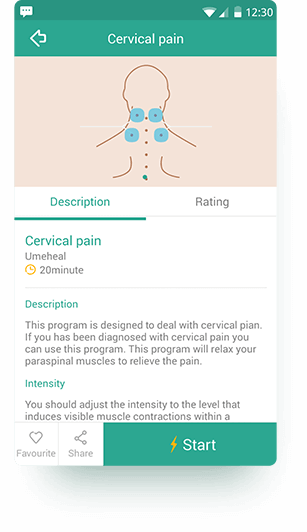 12:30
Cervical pain
Description Rating
Cervical pain
Umeheal
20minute
Description
This program is designed to deal with cervical pian.
If you has been diagnosed with cervical pain you
can use this program. This program will relax your
paraspinal muscles to relieve the pain.
Intensity
You should adjust the intensity to the level that
induces visible muscle contractions within a
Favourite Share Start